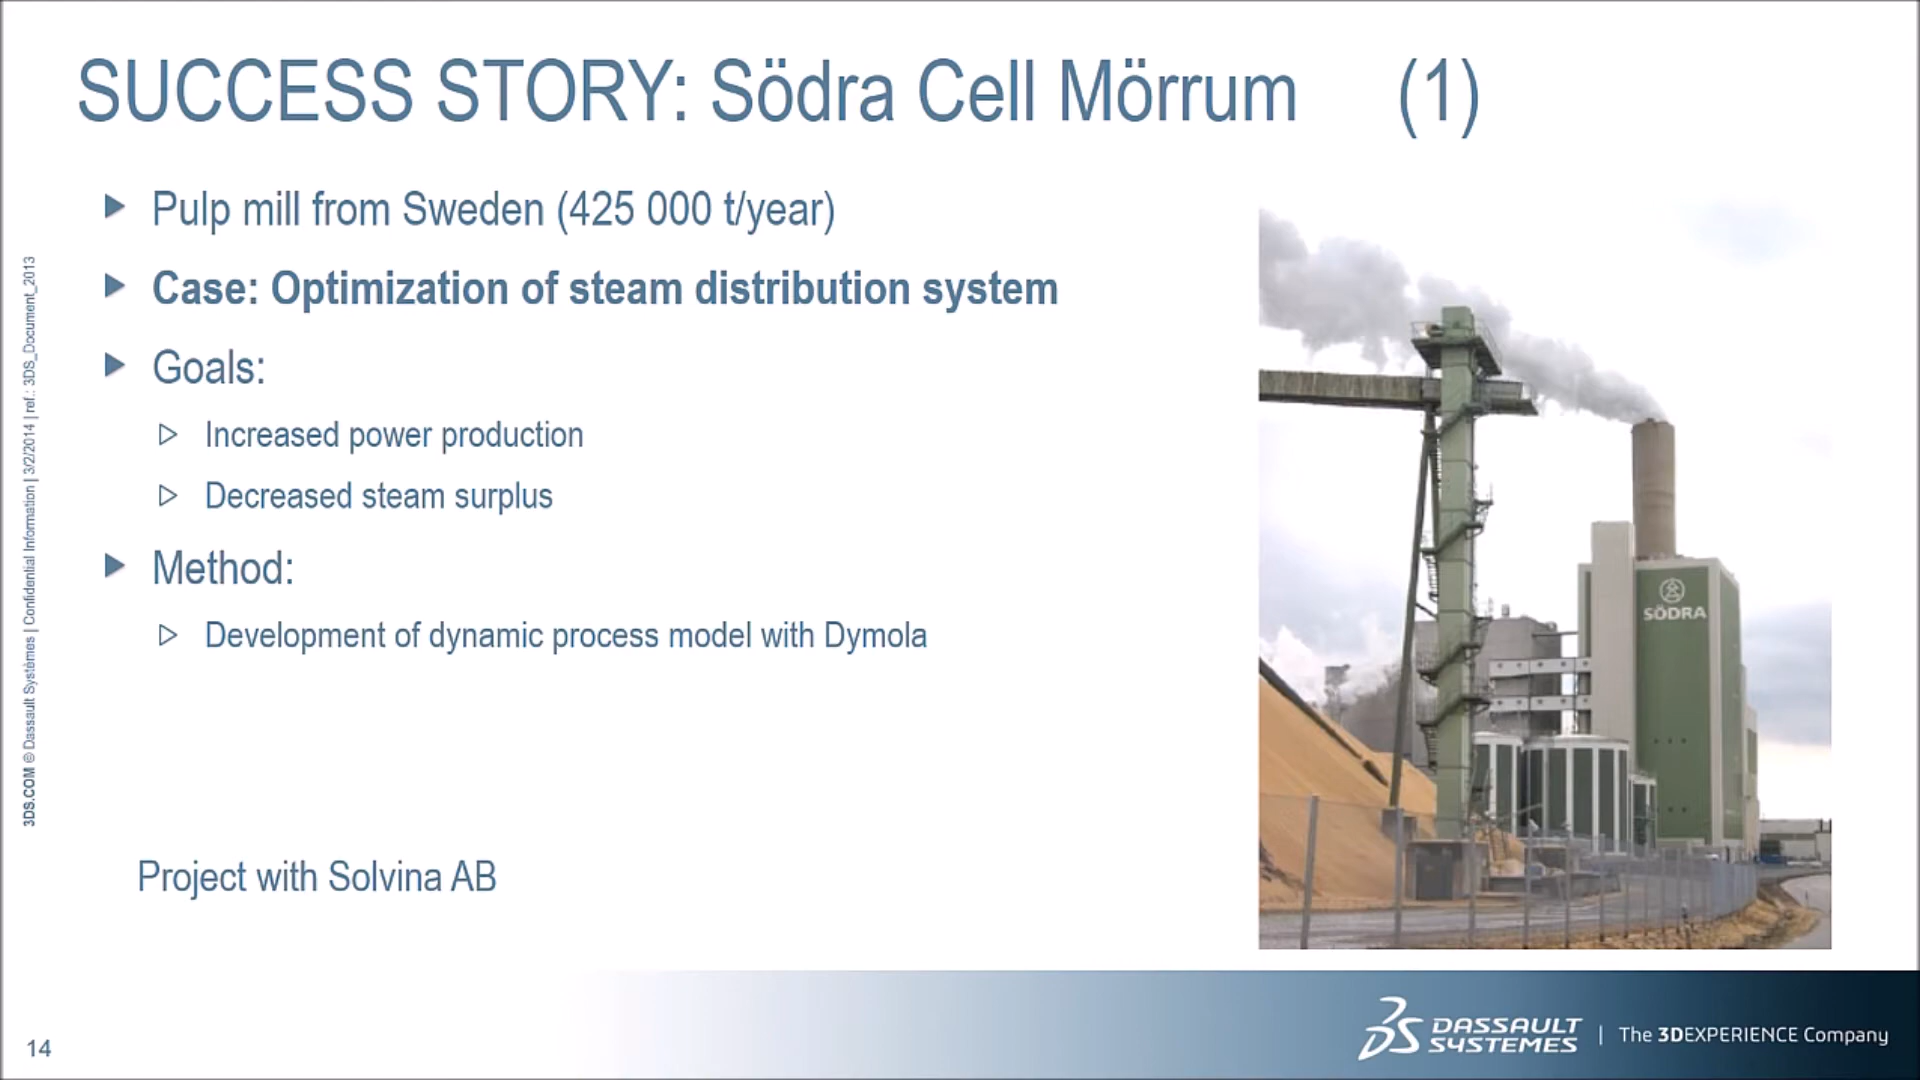 SUCCESS STORY: Södra Cell Mörrum (1)
Pulp mill from Sweden (425 000 t/year)
Case: Optimization of steam distribution system
Goals:
Increased power production
Decreased steam surplus
Method:
Development of dynamic process model with Dymola
Project with Solvina AB
SÖDRA
3DS.COM © Dassault Systèmes | Confidential Information | 3/2/2014 | ref.: 3DS_Document_2013
14
DASSAULT
SYSTEMES | The 3DEXPERIENCE Company